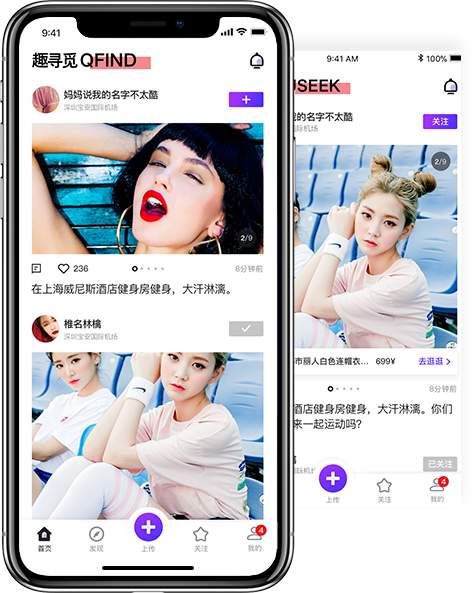 9:41
趣寻觅 QFIND
妈妈说我的名字不太酷
深圳宝安国际机场
2/9
236
8分钟前
在上海威尼斯酒店健身房健身，大汗淋漓。
椎名林檎
深圳宝安国际机场
首页
发现
上传
关注
我的
4
9:41 AM
100%
USEEK
的名字不太酷
国际机场
关注
2/9
市丽人白色连帽衣...
699¥
去逛逛
8分钟前
酒店健身房健身，大汗淋漓。你们
来一起运动吗？
国际机场
已关注
上传
关注
我的
4